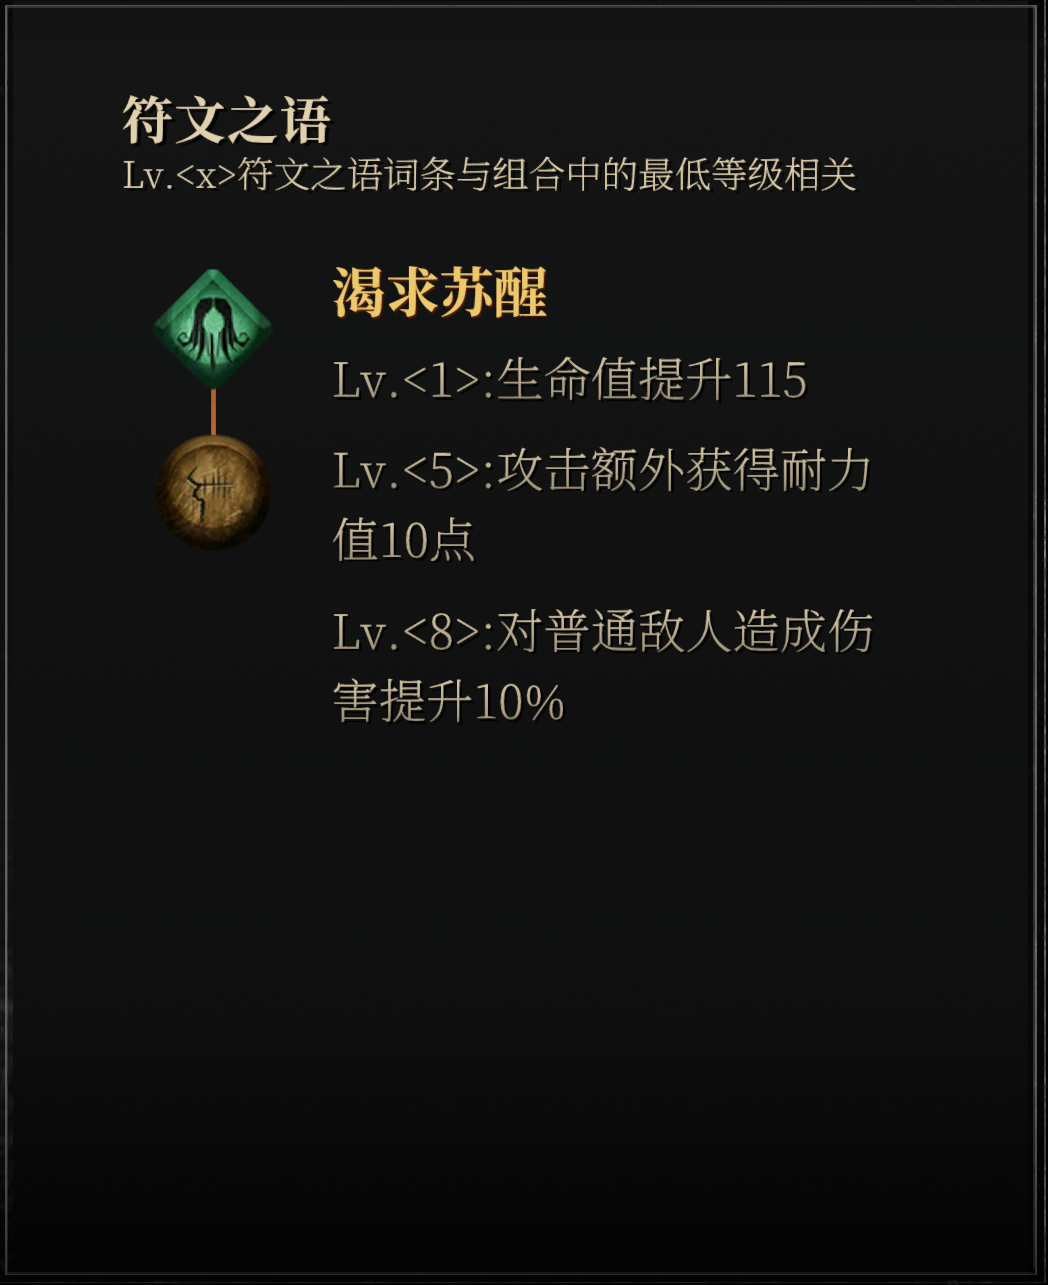 符文之语
Lv.<x>符文之语词条与组合中的最低等级相关
渴求苏醒
Lv.<1>:生命值提升115
Lv.<5>:攻击额外获得耐力
值10点
Lv.<8>:对普通敌人造成伤
害提升10%